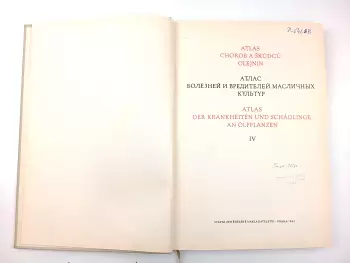 ATLAS
CHOROB A ŠKŮDCŮ
OLEJNIN
АТЛАС
БОЛЕЗНЕЙ И ВРЕДИТЕЛЕЙ МАСЛИЧНЫХ
КУЛЬТУР
ATLAS
DER KRANKHEITEN UND SCHÄDLINGE
AN ÖLPFLANZEN
IV